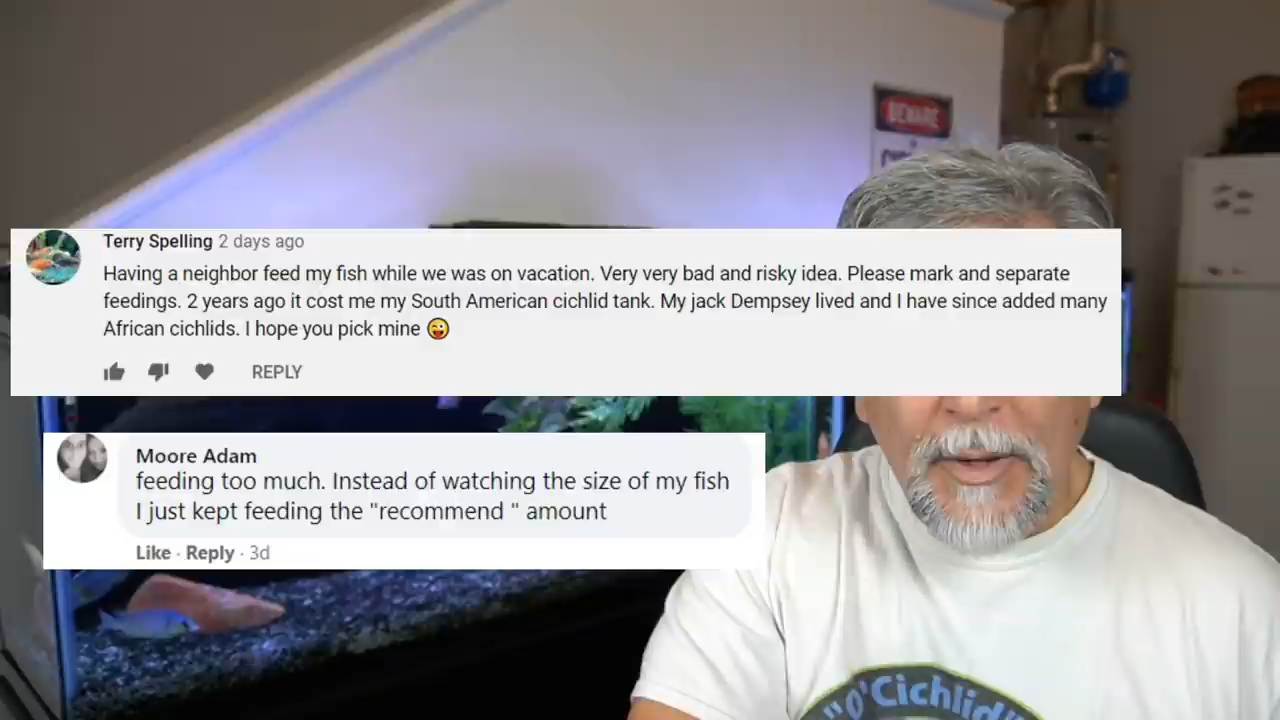 BEWARE
Terry Spelling 2 days ago
Having a neighbor feed my fish while we was on vacation. Very very bad and risky idea. Please mark and separate
feedings. 2 years ago it cost me my South American cichlid tank. My jack Dempsey lived and I have since added many
African cichlids. I hope you pick mine 😜
REPLY
Moore Adam
feeding too much. Instead of watching the size of my fish
I just kept feeding the "recommend " amount
Like · Reply · 3d
"O'Cichlid"